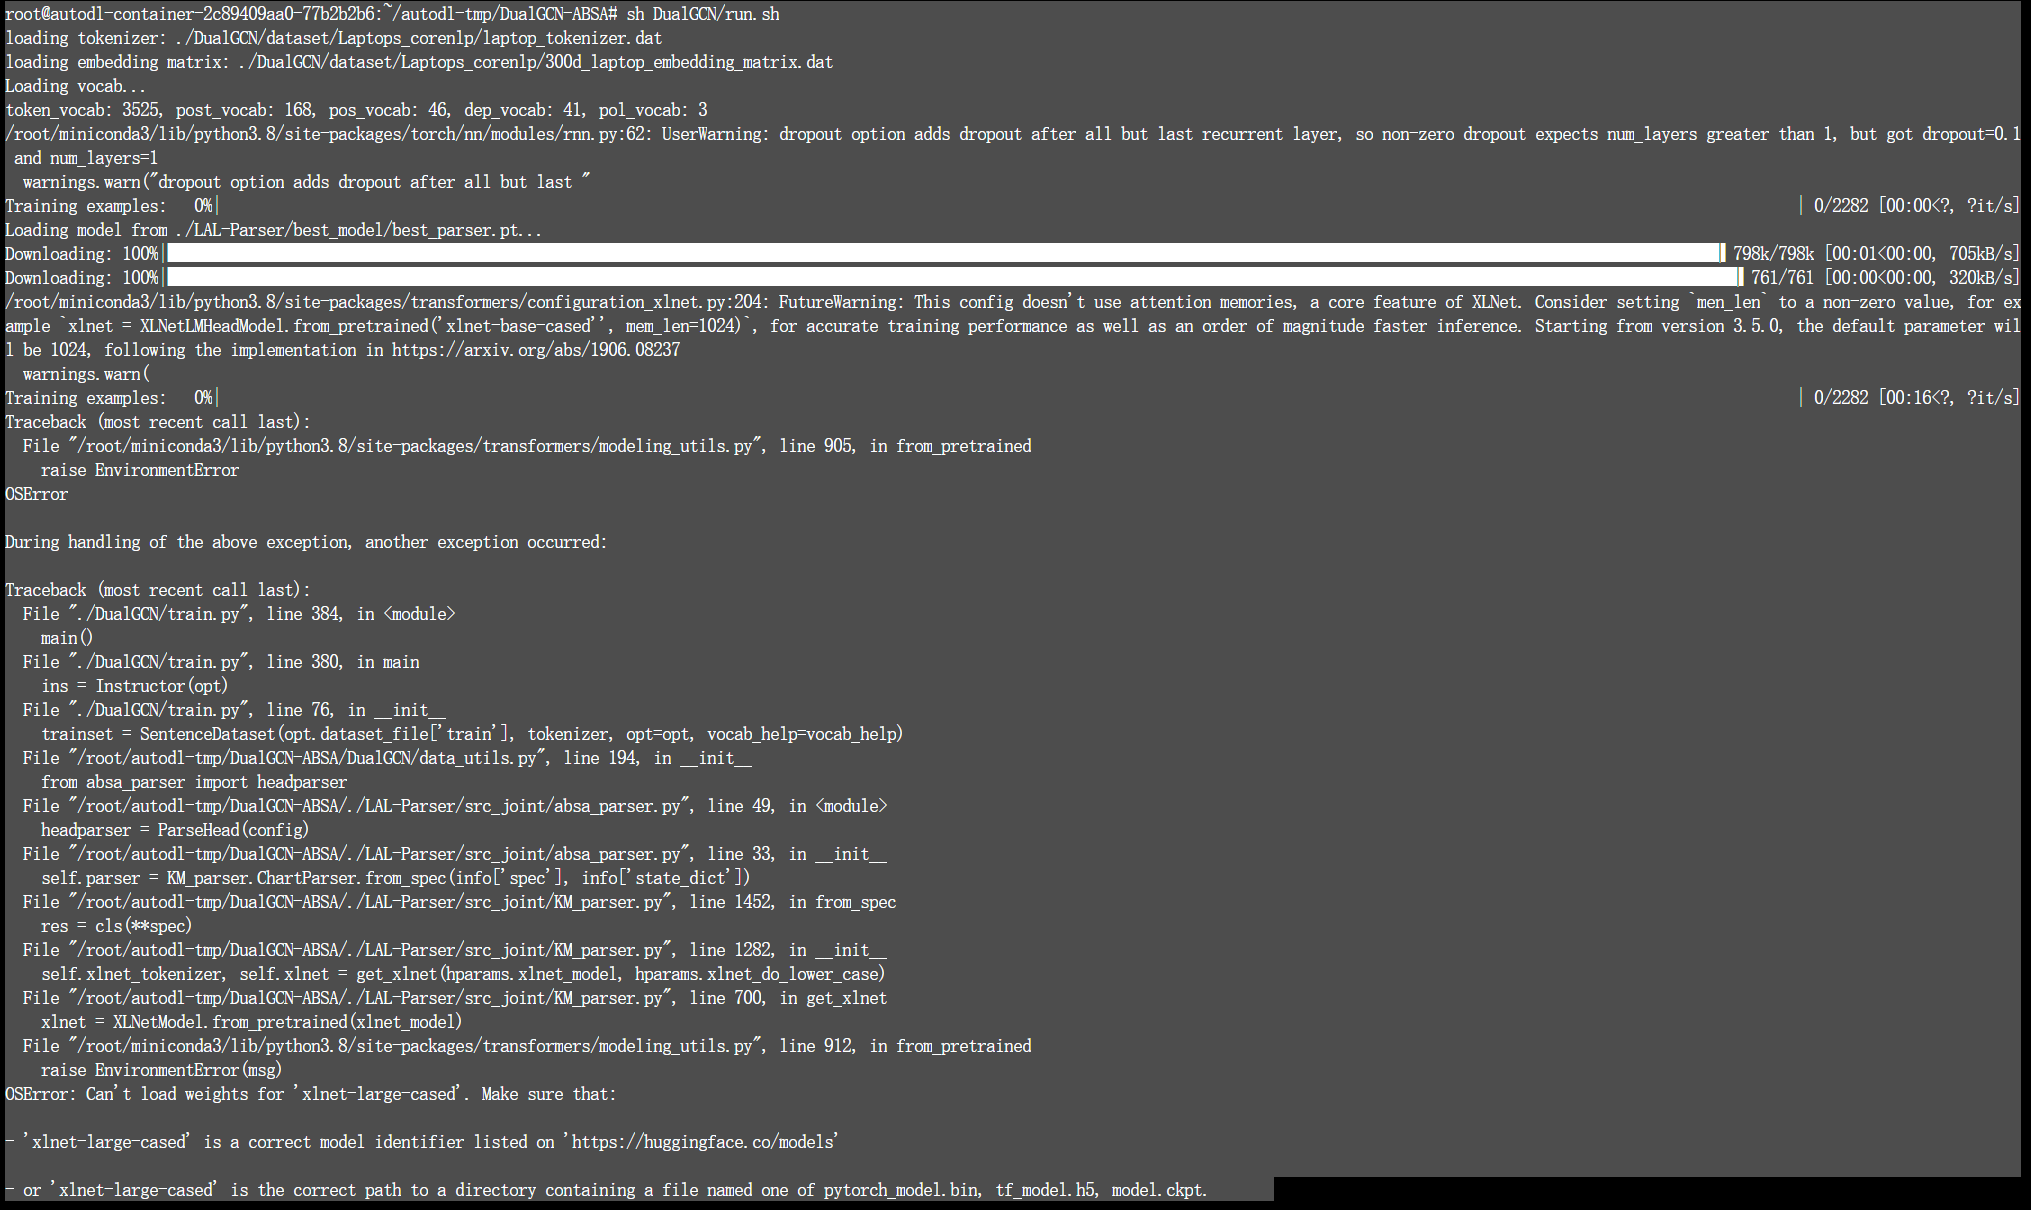 root@autodl-container-2c89409aa0-77b2b2b6:~/autodl-tmp/DualGCN-ABSA# sh DualGCN/run.sh
loading tokenizer: ./DualGCN/dataset/Laptops_corenlp/laptop_tokenizer.dat
loading embedding matrix: ./DualGCN/dataset/Laptops_corenlp/300d_laptop_embedding_matrix.dat
Loading vocab...
token_vocab: 3525, post_vocab: 168, pos_vocab: 46, dep_vocab: 41, pol_vocab: 3
/root/miniconda3/lib/python3.8/site-packages/torch/nn/modules/rnn.py:62: UserWarning: dropout option adds dropout after all but last recurrent layer, so non-zero dropout expects num_layers greater than 1, but got dropout=0.1
 and num_layers=1
  warnings.warn("dropout option adds dropout after all but last "
Training examples:   0%| | 0/2282 [00:00<?, ?it/s]
Loading model from ./LAL-Parser/best_model/best_parser.pt...
Downloading: 100%| | 798k/798k [00:01<00:00, 705kB/s]
Downloading: 100%| | 761/761 [00:00<00:00, 320kB/s]
/root/miniconda3/lib/python3.8/site-packages/transformers/configuration_xlnet.py:204: FutureWarning: This config doesn't use attention memories, a core feature of XLNet. Consider setting `men_len` to a non-zero value, for ex
ample `xlnet = XLNetLMHeadModel.from_pretrained('xlnet-base-cased'', mem_len=1024)`, for accurate training performance as well as an order of magnitude faster inference. Starting from version 3.5.0, the default parameter wil
l be 1024, following the implementation in https://arxiv.org/abs/1906.08237
  warnings.warn(
Training examples:   0%| | 0/2282 [00:16<?, ?it/s]
Traceback (most recent call last):
  File "/root/miniconda3/lib/python3.8/site-packages/transformers/modeling_utils.py", line 905, in from_pretrained
    raise EnvironmentError
OSError

During handling of the above exception, another exception occurred:

Traceback (most recent call last):
  File "./DualGCN/train.py", line 384, in <module>
    main()
  File "./DualGCN/train.py", line 380, in main
    ins = Instructor(opt)
  File "./DualGCN/train.py", line 76, in __init__
    trainset = SentenceDataset(opt.dataset_file['train'], tokenizer, opt=opt, vocab_help=vocab_help)
  File "/root/autodl-tmp/DualGCN-ABSA/DualGCN/data_utils.py", line 194, in __init__
    from absa_parser import headparser
  File "/root/autodl-tmp/DualGCN-ABSA/./LAL-Parser/src_joint/absa_parser.py", line 49, in <module>
    headparser = ParseHead(config)
  File "/root/autodl-tmp/DualGCN-ABSA/./LAL-Parser/src_joint/absa_parser.py", line 33, in __init__
    self.parser = KM_parser.ChartParser.from_spec(info['spec'], info['state_dict'])
  File "/root/autodl-tmp/DualGCN-ABSA/./LAL-Parser/src_joint/KM_parser.py", line 1452, in from_spec
    res = cls(**spec)
  File "/root/autodl-tmp/DualGCN-ABSA/./LAL-Parser/src_joint/KM_parser.py", line 1282, in __init__
    self.xlnet_tokenizer, self.xlnet = get_xlnet(hparams.xlnet_model, hparams.xlnet_do_lower_case)
  File "/root/autodl-tmp/DualGCN-ABSA/./LAL-Parser/src_joint/KM_parser.py", line 700, in get_xlnet
    xlnet = XLNetModel.from_pretrained(xlnet_model)
  File "/root/miniconda3/lib/python3.8/site-packages/transformers/modeling_utils.py", line 912, in from_pretrained
    raise EnvironmentError(msg)
OSError: Can't load weights for 'xlnet-large-cased'. Make sure that:

- 'xlnet-large-cased' is a correct model identifier listed on 'https://huggingface.co/models'

- or 'xlnet-large-cased' is the correct path to a directory containing a file named one of pytorch_model.bin, tf_model.h5, model.ckpt.